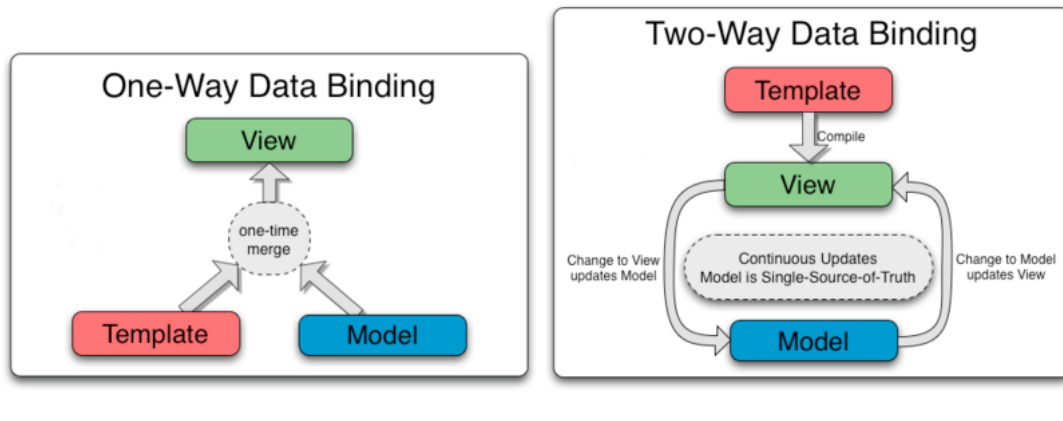 One-Way Data Binding
View
one-time
merge
Template
Model
Two-Way Data Binding
Template
Compile
View
Change to View
updates Model
Continuous Updates
Model is Single-Source-of-Truth
Change to Model
updates View
Model